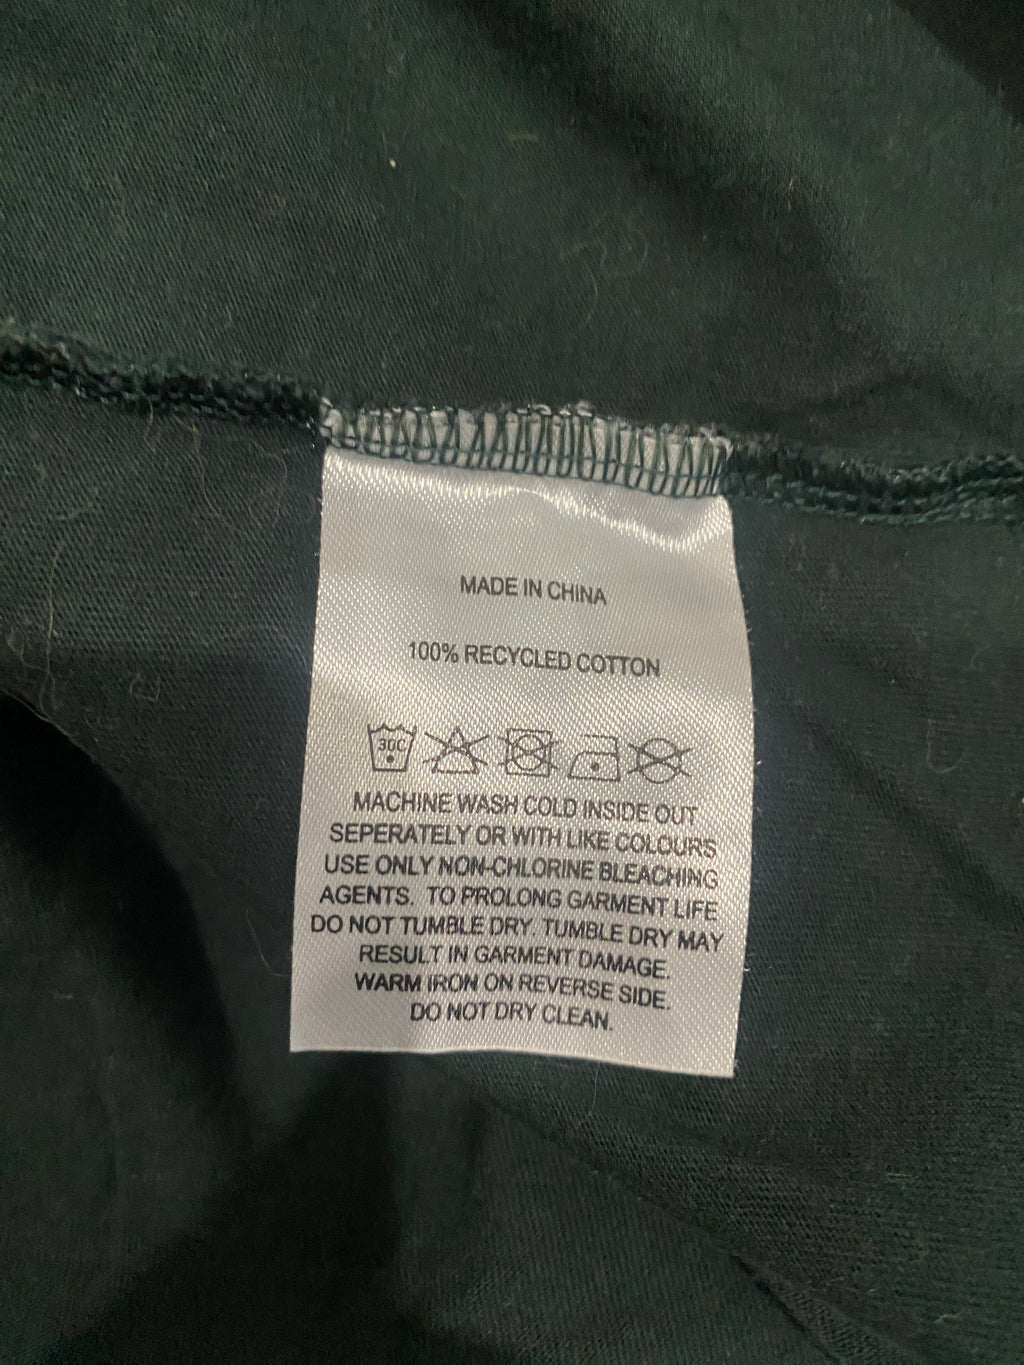 MADE IN CHINA
100% RECYCLED COTTON
30C
MACHINE WASH COLD INSIDE OUT
SEPERATELY OR WITH LIKE COLOURS
USE ONLY NON-CHLORINE BLEACHING
AGENTS. TO PROLONG GARMENT LIFE
DO NOT TUMBLE DRY. TUMBLE DRY MAY
RESULT IN GARMENT DAMAGE.
WARM IRON ON REVERSE SIDE.
DO NOT DRY CLEAN.